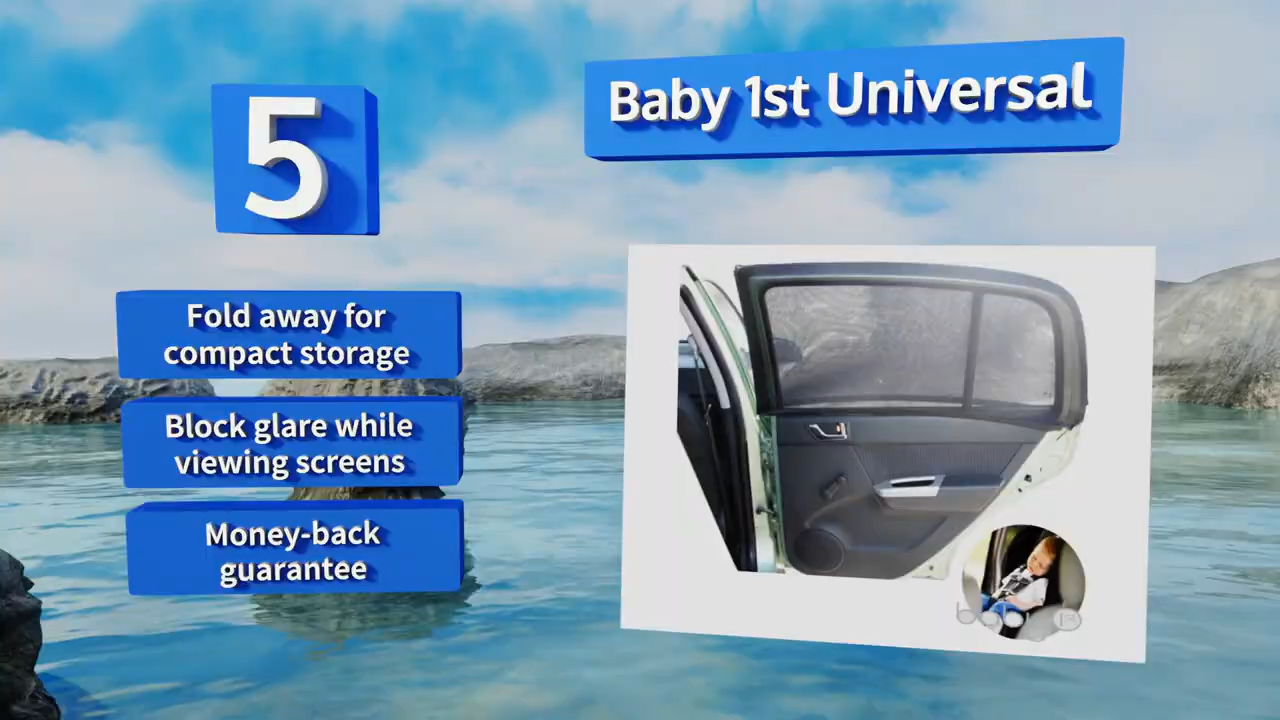 5
Baby 1st Universal
Fold away for
compact storage
Block glare while
viewing screens
Money-back
guarantee